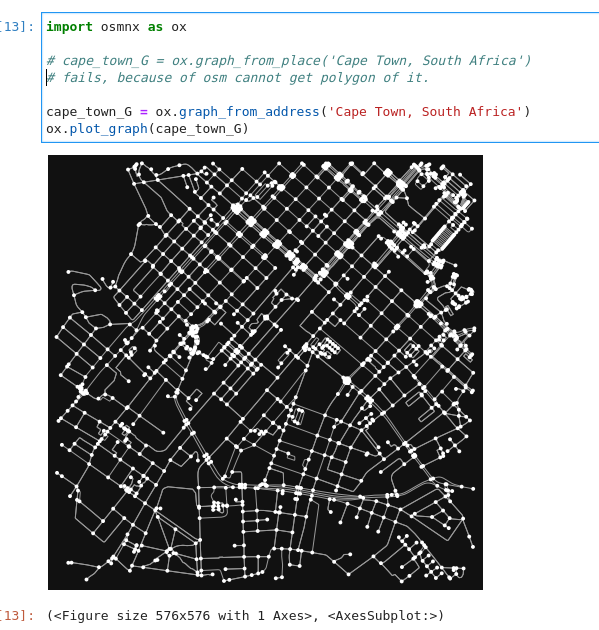 [13]: import osmnx as ox
# cape_town_G = ox.graph_from_place('Cape Town, South Africa')
# fails, because of osm cannot get polygon of it.
cape_town_G = ox.graph_from_address('Cape Town, South Africa')
ox.plot_graph(cape_town_G)
[13]: (<Figure size 576x576 with 1 Axes>, <AxesSubplot:>)